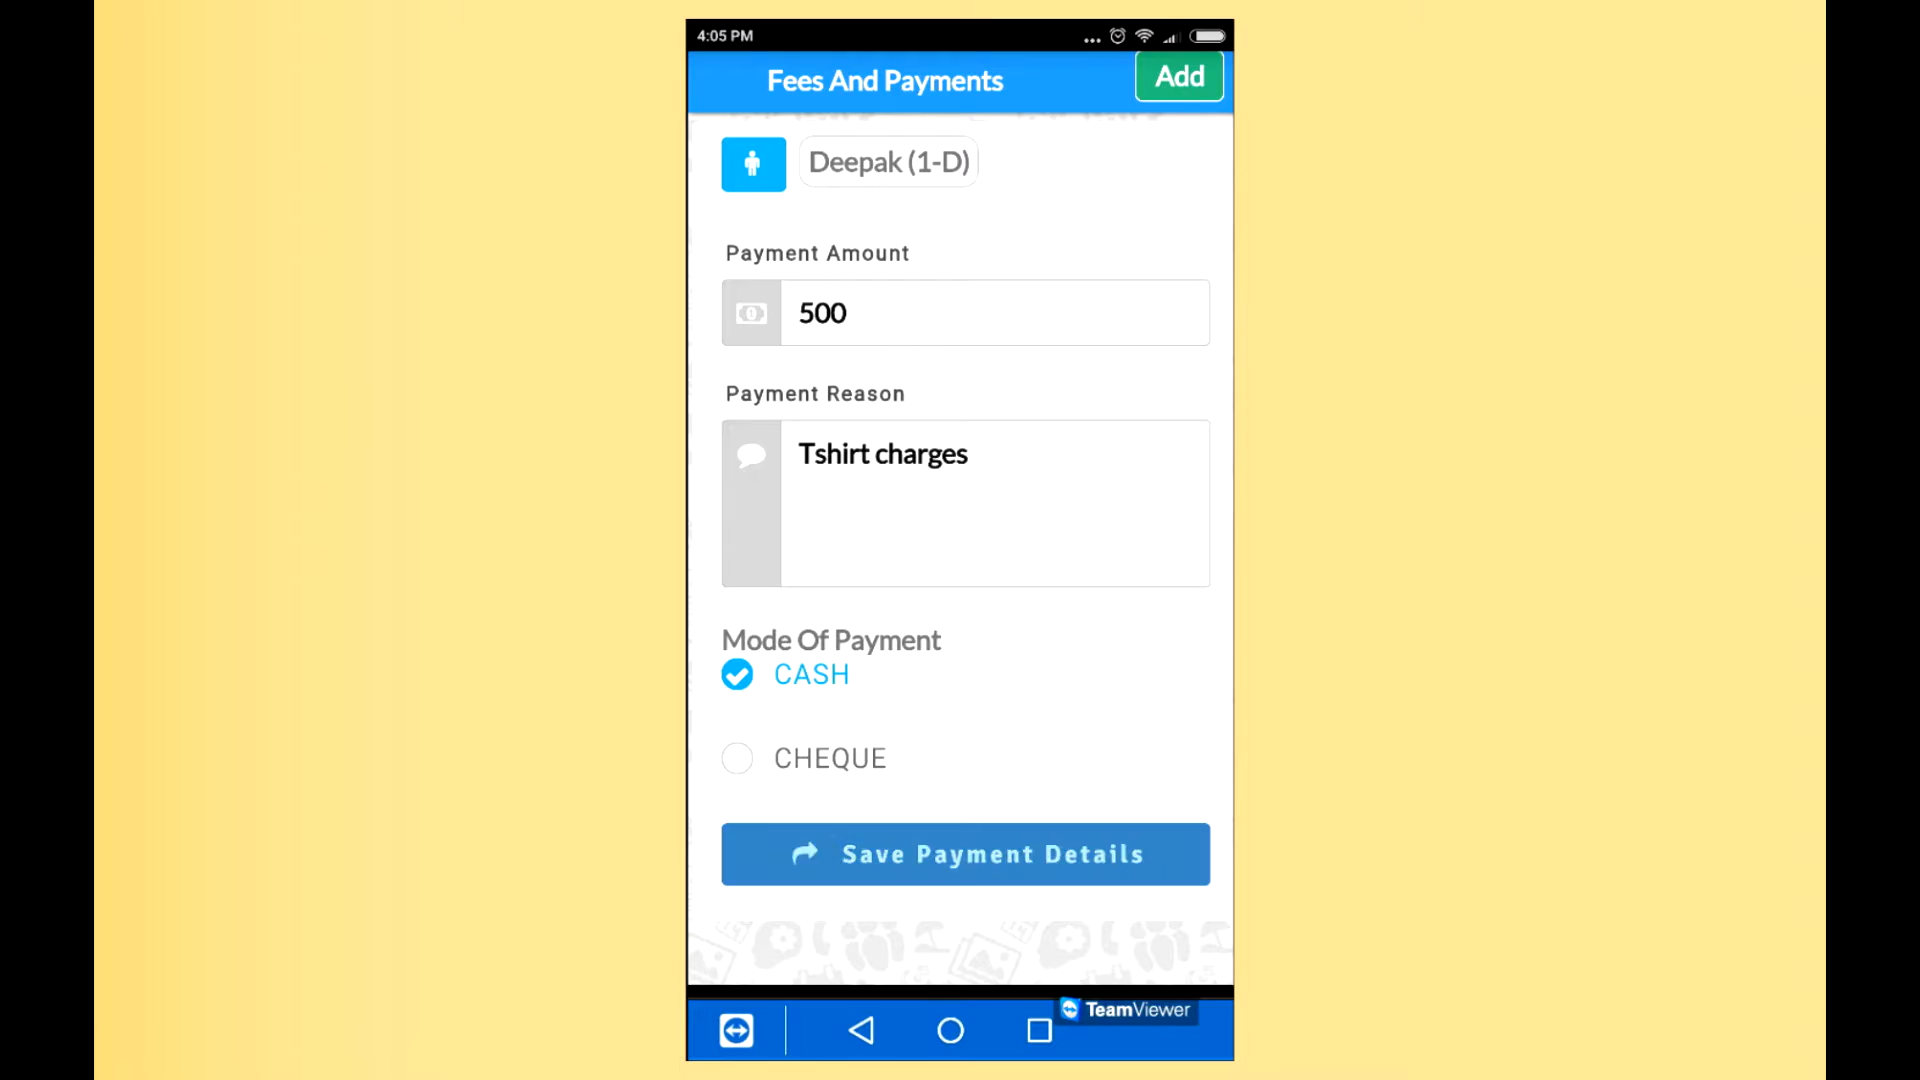 4:05 PM
Fees And Payments
Add
Deepak (1-D)
Payment Amount
500
Payment Reason
Tshirt charges
Mode Of Payment
CASH
CHEQUE
Save Payment Details
TeamViewer